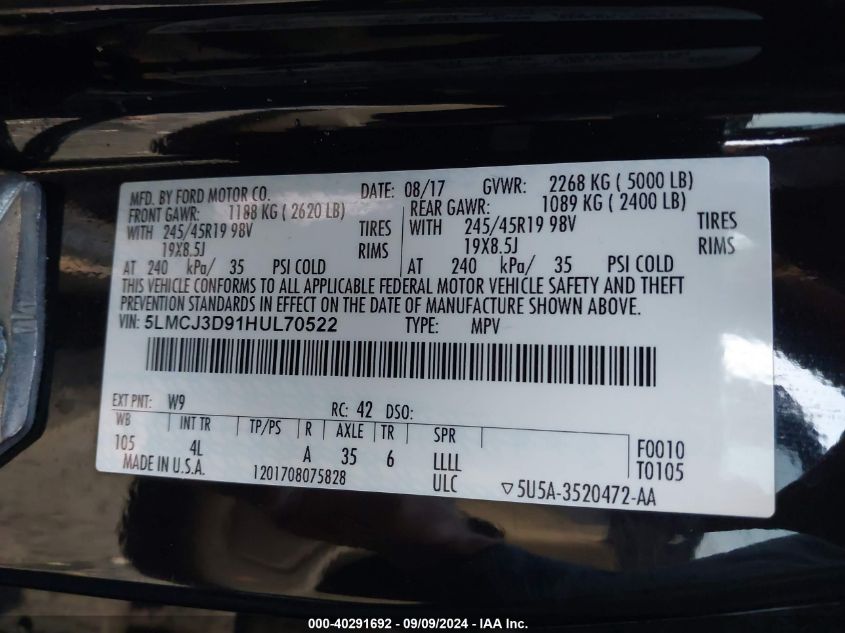 MFD. BY FORD MOTOR CO. DATE: 08/17 GVWR: 2268 KG ( 5000 LB)
FRONT GAWR: 1188 KG ( 2620 LB) REAR GAWR: 1089 KG ( 2400 LB)
WITH 245/45R19 98V TIRES WITH 245/45R19 98V TIRES
19X8.5J RIMS 19X8.5J RIMS
AT 240 kPa/ 35 PSI COLD AT 240 kPa/ 35 PSI COLD
THIS VEHICLE CONFORMS TO ALL APPLICABLE FEDERAL MOTOR VEHICLE SAFETY AND THEFT
PREVENTION STANDARDS IN EFFECT ON THE DATE OF MANUFACTURE SHOWN ABOVE.
VIN: 5LMCJ3D91HUL70522 TYPE: MPV
EXT PNT: W9 RC: 42 DSO:
WB INT TR TP/PS R AXLE TR SPR F0010
105 4L A 35 6 LLLL T0105
MADE IN U.S.A. 1201708075828 ULC ▽5U5A-3520472-AA
000-40291692 - 09/09/2024 - IAA Inc.